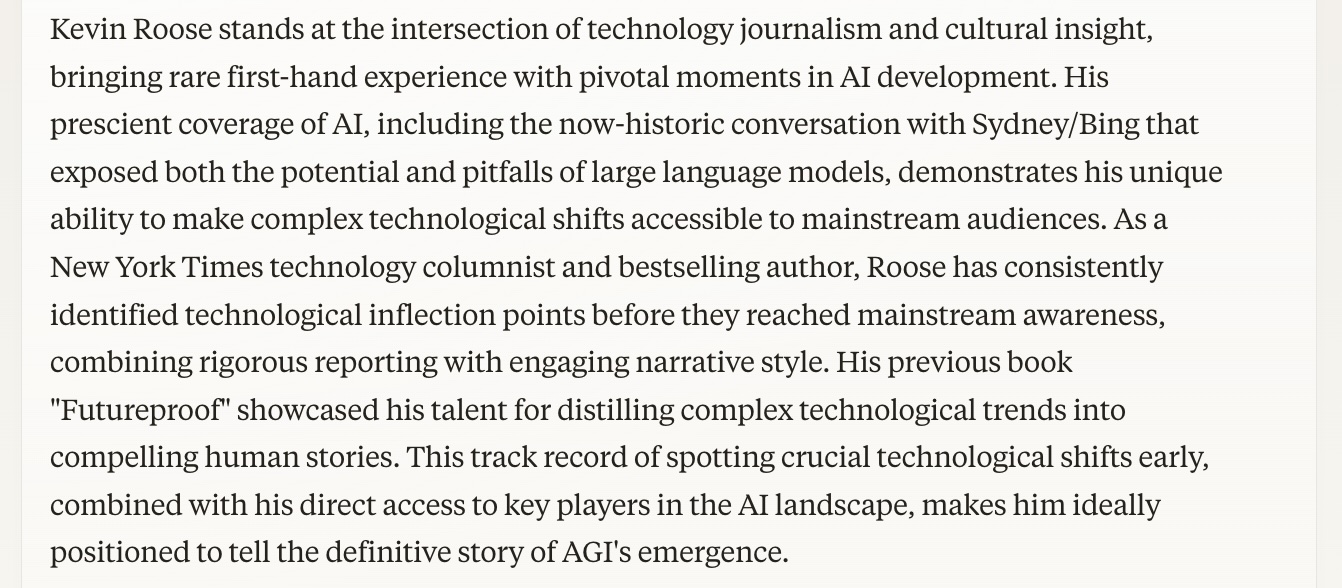 Kevin Roose stands at the intersection of technology journalism and cultural insight,
bringing rare first-hand experience with pivotal moments in AI development. His
prescient coverage of AI, including the now-historic conversation with Sydney/Bing that
exposed both the potential and pitfalls of large language models, demonstrates his unique
ability to make complex technological shifts accessible to mainstream audiences. As a
New York Times technology columnist and bestselling author, Roose has consistently
identified technological inflection points before they reached mainstream awareness,
combining rigorous reporting with engaging narrative style. His previous book
"Futureproof" showcased his talent for distilling complex technological trends into
compelling human stories. This track record of spotting crucial technological shifts early,
combined with his direct access to key players in the AI landscape, makes him ideally
positioned to tell the definitive story of AGI's emergence.